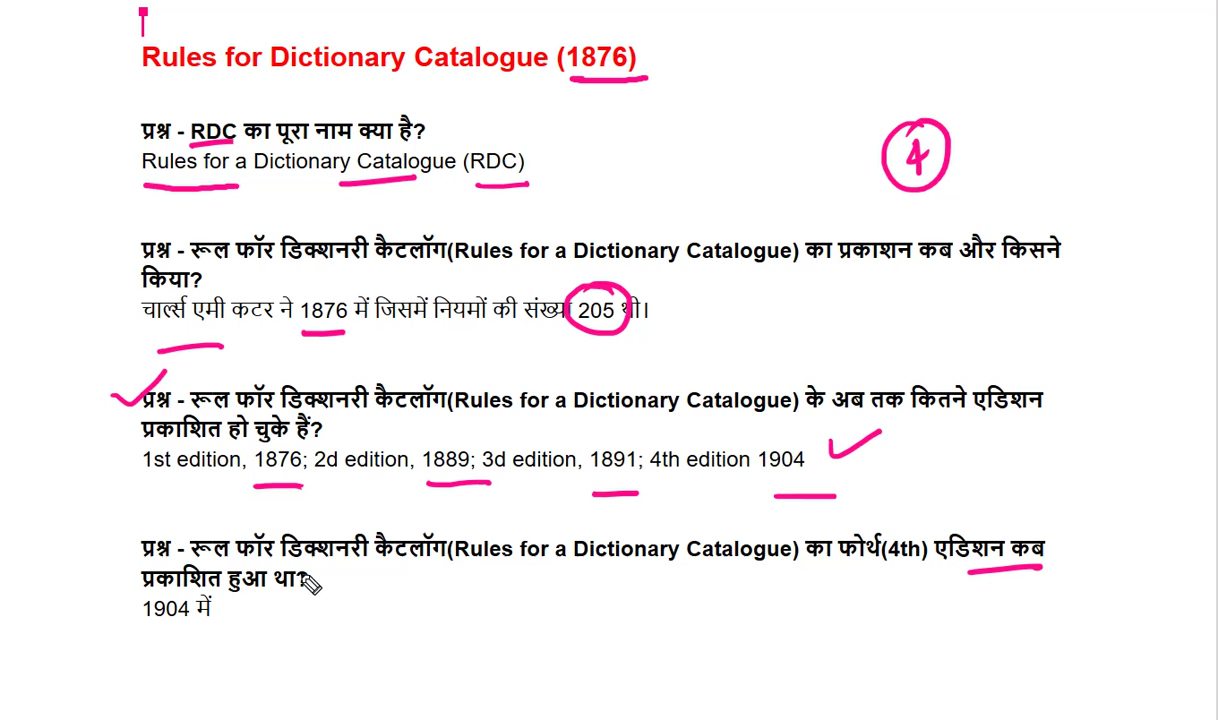 Rules for Dictionary Catalogue (1876)
प्रश्न - RDC का पूरा नाम क्या है?
Rules for a Dictionary Catalogue (RDC)
4
प्रश्न - रूल फॉर डिक्शनरी कैटलॉग(Rules for a Dictionary Catalogue) का प्रकाशन कब और किसने
किया?
चार्ल्स एमी कटर ने 1876 में जिसमें नियमों की संख्या 205 थी।
प्रश्न - रूल फॉर डिक्शनरी कैटलॉग(Rules for a Dictionary Catalogue) के अब तक कितने एडिशन
प्रकाशित हो चुके हैं?
1st edition, 1876; 2d edition, 1889; 3d edition, 1891; 4th edition 1904
प्रश्न - रूल फॉर डिक्शनरी कैटलॉग(Rules for a Dictionary Catalogue) का फोर्थ(4th) एडिशन कब
प्रकाशित हुआ था?
1904 में